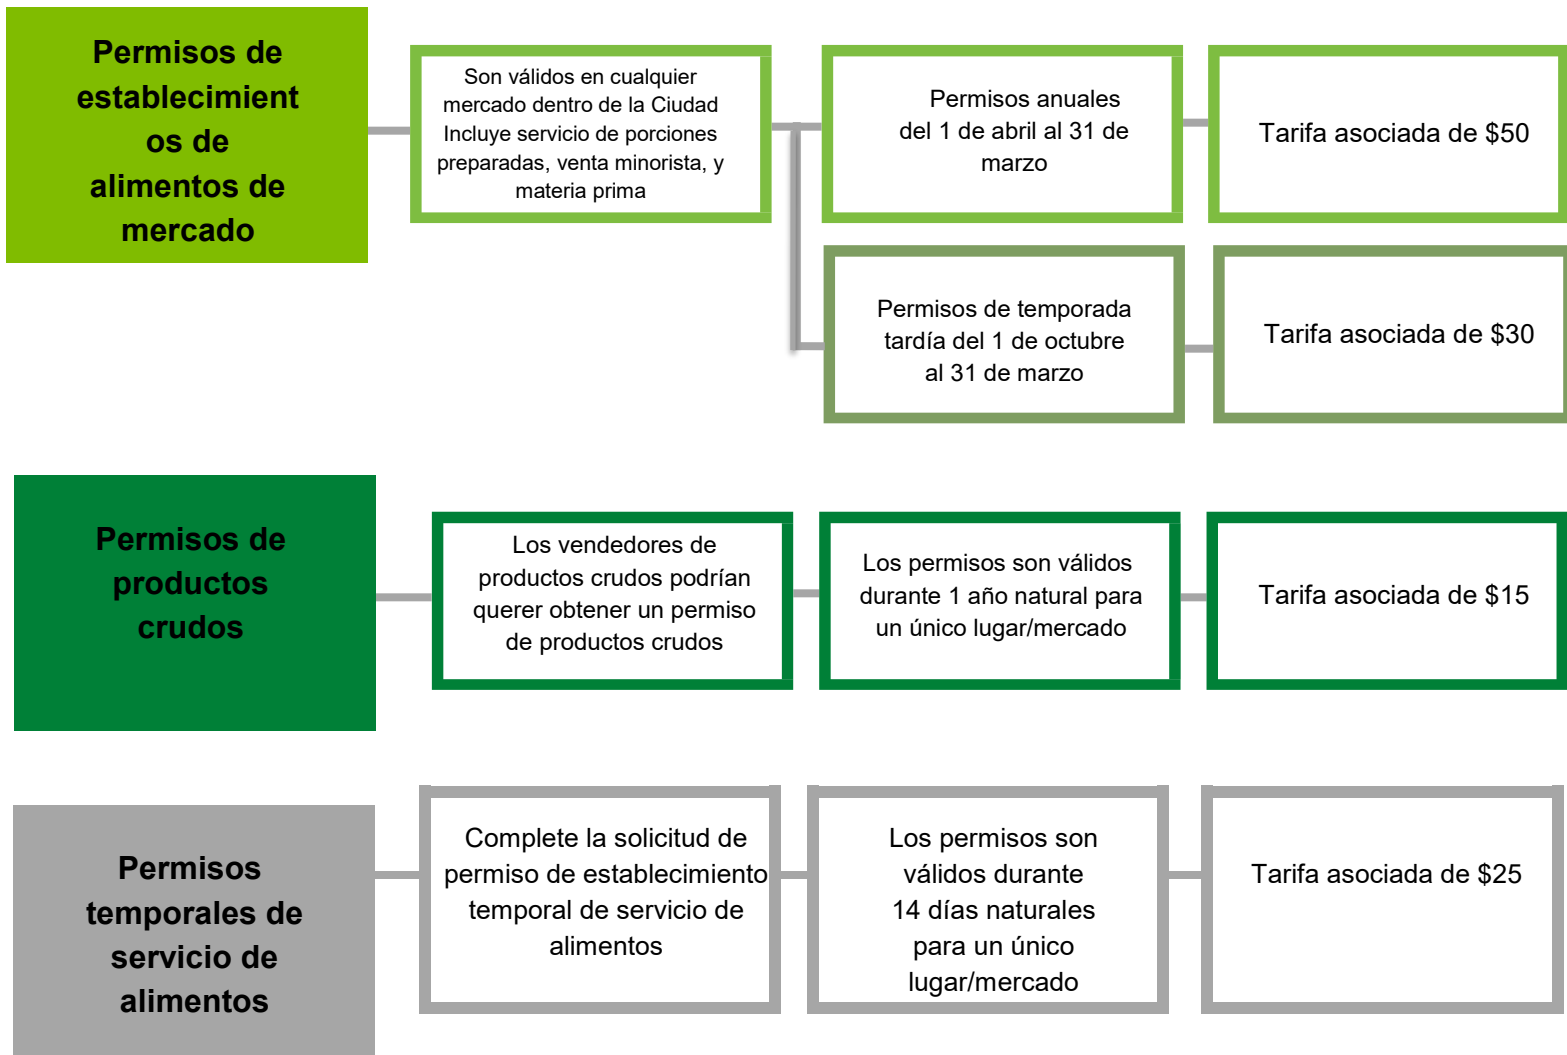 Permisos de
establecimient
os de
alimentos de
mercado
Son válidos en cualquier
mercado dentro de la Ciudad
Incluye servicio de porciones
preparadas, venta minorista, y
materia prima
Permisos anuales
del 1 de abril al 31 de
marzo
Tarifa asociada de $50
Permisos de temporada
tardía del 1 de octubre
al 31 de marzo
Tarifa asociada de $30
Permisos de
productos
crudos
Los vendedores de
productos crudos podrían
querer obtener un permiso
de productos crudos
Los permisos son válidos
durante 1 año natural para
un único lugar/mercado
Tarifa asociada de $15
Permisos
temporales de
servicio de
alimentos
Complete la solicitud de
permiso de establecimiento
temporal de servicio de
alimentos
Los permisos son
válidos durante
14 días naturales
para un único
lugar/mercado
Tarifa asociada de $25